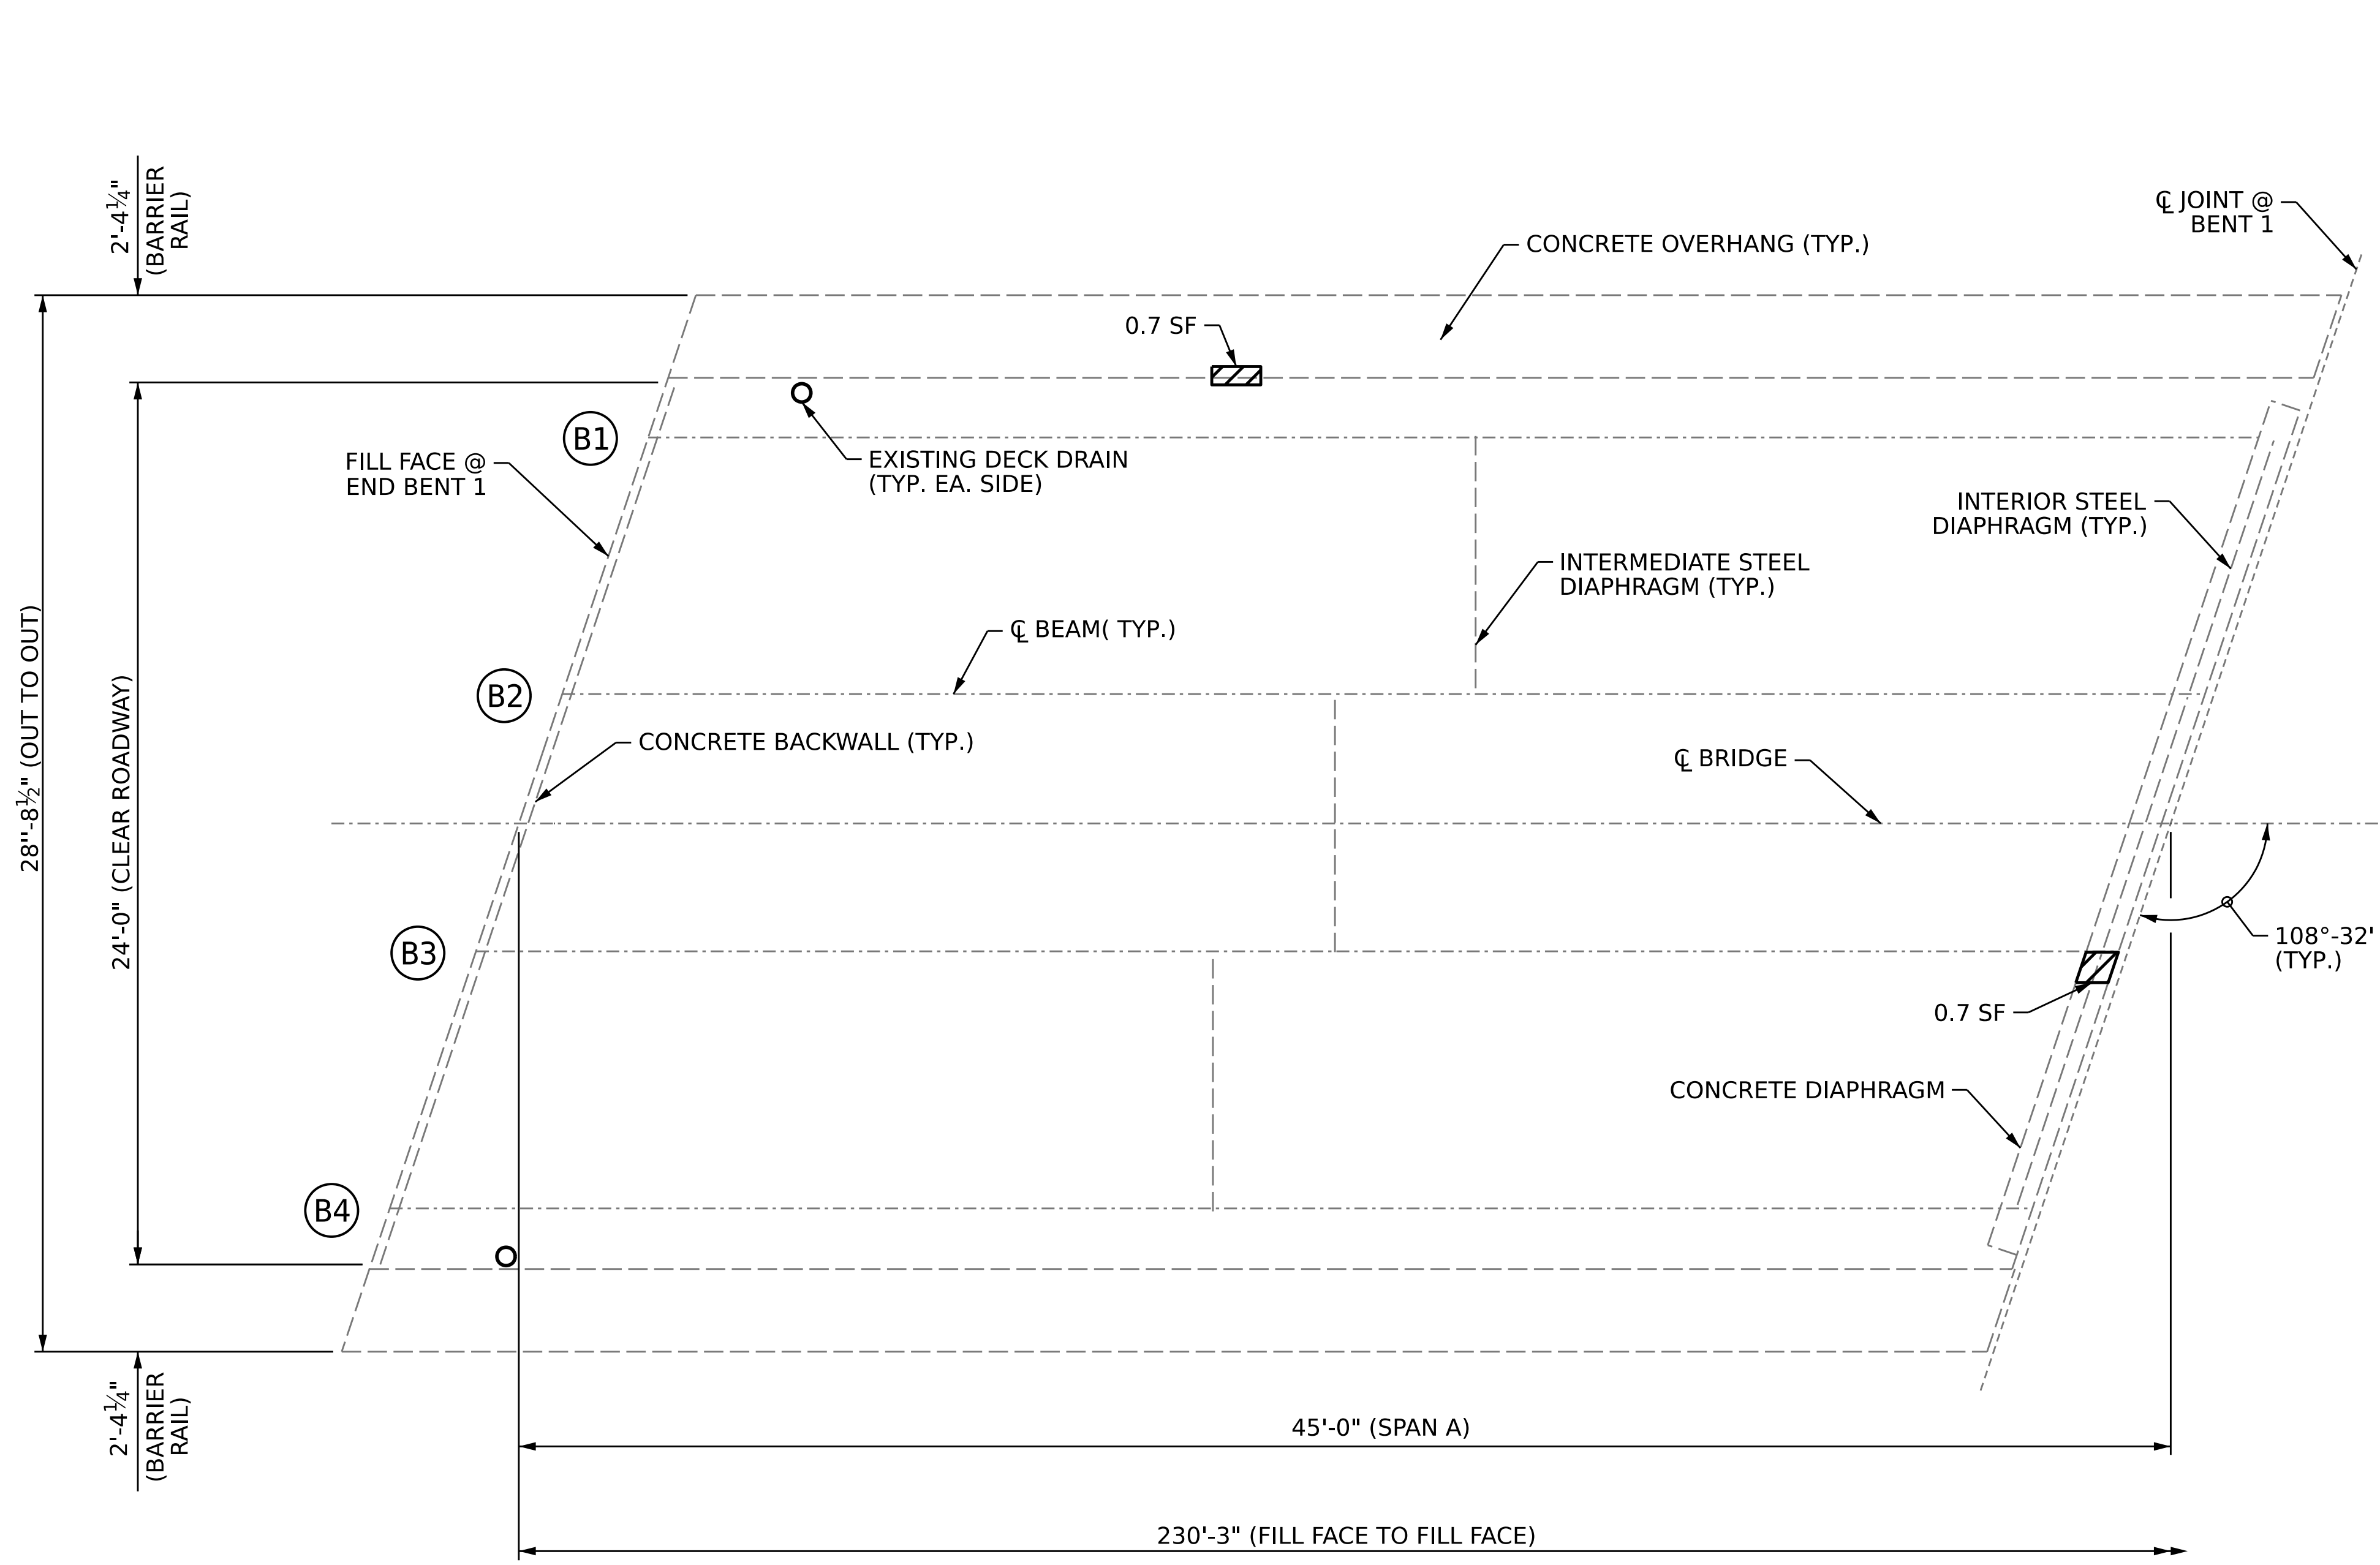 2'-4¼"
(BARRIER
RAIL)
℄ JOINT @
BENT 1
CONCRETE OVERHANG (TYP.)
0.7 SF
B1
EXISTING DECK DRAIN
(TYP. EA. SIDE)
FILL FACE @
END BENT 1
INTERIOR STEEL
DIAPHRAGM (TYP.)
INTERMEDIATE STEEL
DIAPHRAGM (TYP.)
℄ BEAM( TYP.)
B2
28'-8½" (OUT TO OUT)
24'-0" (CLEAR ROADWAY)
CONCRETE BACKWALL (TYP.)
℄ BRIDGE
B3
108°-32'
(TYP.)
0.7 SF
CONCRETE DIAPHRAGM
B4
2'-4¼"
(BARRIER
RAIL)
45'-0" (SPAN A)
230'-3" (FILL FACE TO FILL FACE)